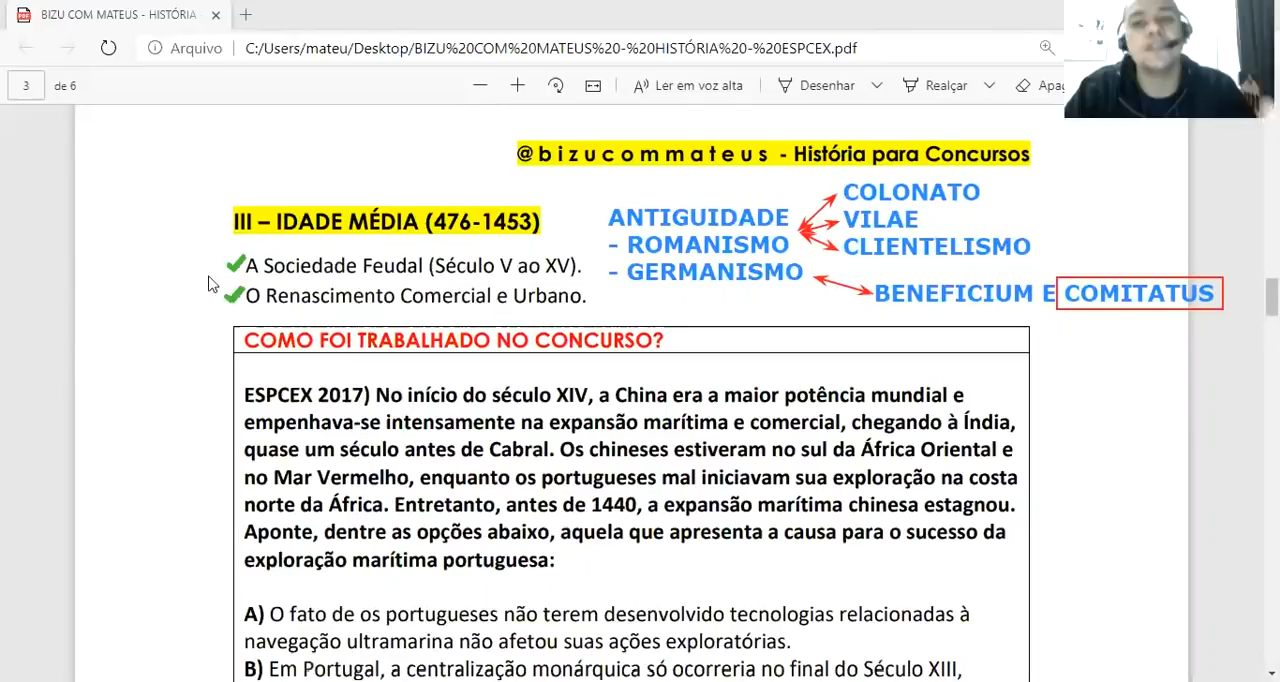 BIZU COM MATEUS - HISTÓRIA
Arquivo
C:/Users/mateu/Desktop/BIZU%20COM%20MATEUS%20-%20HISTÓRIA%20-%20ESPCEX.pdf
3 de 6
Ler em voz alta
Desenhar
Realçar
@ b i z u c o m m a t e u s - História para Concursos
III – IDADE MÉDIA (476-1453)
A Sociedade Feudal (Século V ao XV).
O Renascimento Comercial e Urbano.
ANTIGUIDADE
- ROMANISMO
- GERMANISMO
COLONATO
VILAE
CLIENTELISMO
BENEFICIUM E COMITATUS
COMO FOI TRABALHADO NO CONCURSO?
ESPCEX 2017) No início do século XIV, a China era a maior potência mundial e
empenhava-se intensamente na expansão marítima e comercial, chegando à Índia,
quase um século antes de Cabral. Os chineses estiveram no sul da África Oriental e
no Mar Vermelho, enquanto os portugueses mal iniciavam sua exploração na costa
norte da África. Entretanto, antes de 1440, a expansão marítima chinesa estagnou.
Aponte, dentre as opções abaixo, aquela que apresenta a causa para o sucesso da
exploração marítima portuguesa:
A) O fato de os portugueses não terem desenvolvido tecnologias relacionadas à
navegação ultramarina não afetou suas ações exploratórias.
B) Em Portugal, a centralização monárquica só ocorreria no final do Século XIII,